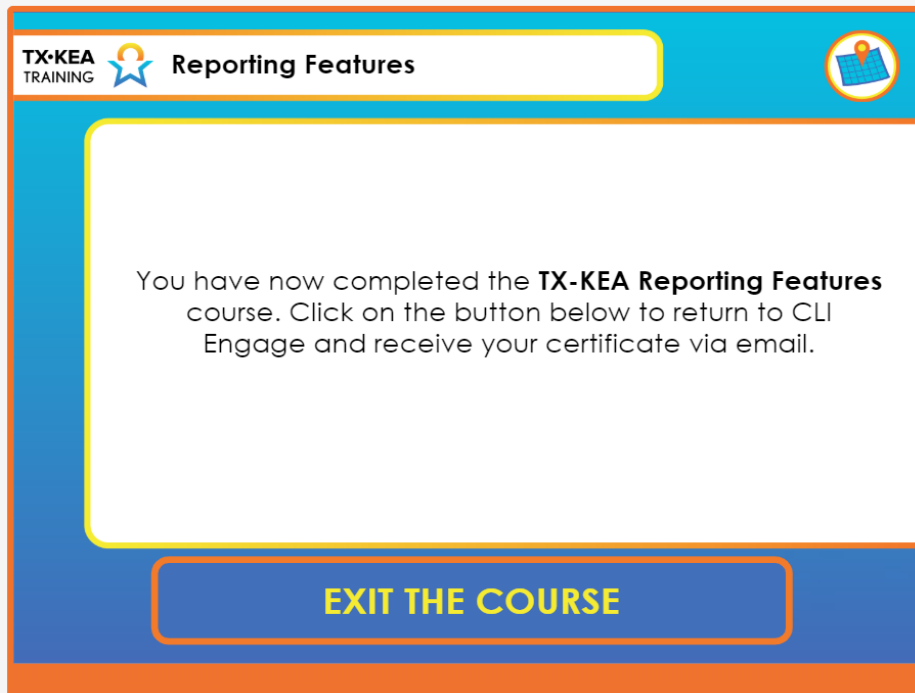 TX•KEA
TRAINING
Reporting Features
You have now completed the TX-KEA Reporting Features
course. Click on the button below to return to CLI
Engage and receive your certificate via email.
EXIT THE COURSE